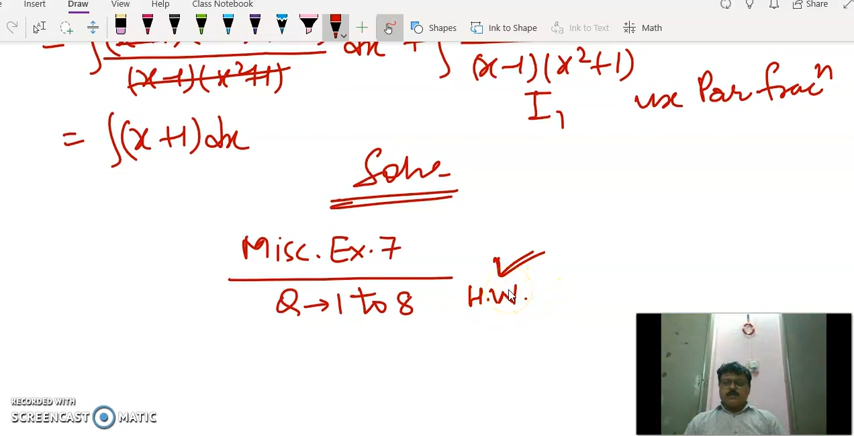 Insert Draw View Help Class Notebook Share
Shapes Ink to Shape Ink to Text Math
= ∫ dx + ∫
(x-1)(x²+1) (x-1)(x²+1)
I₁ use Par fracⁿ
= ∫(x+1)dx
Solve
Misc. Ex. 7
Q → 1 to 8 H.W.
RECORDED WITH
SCREENCAST MATIC